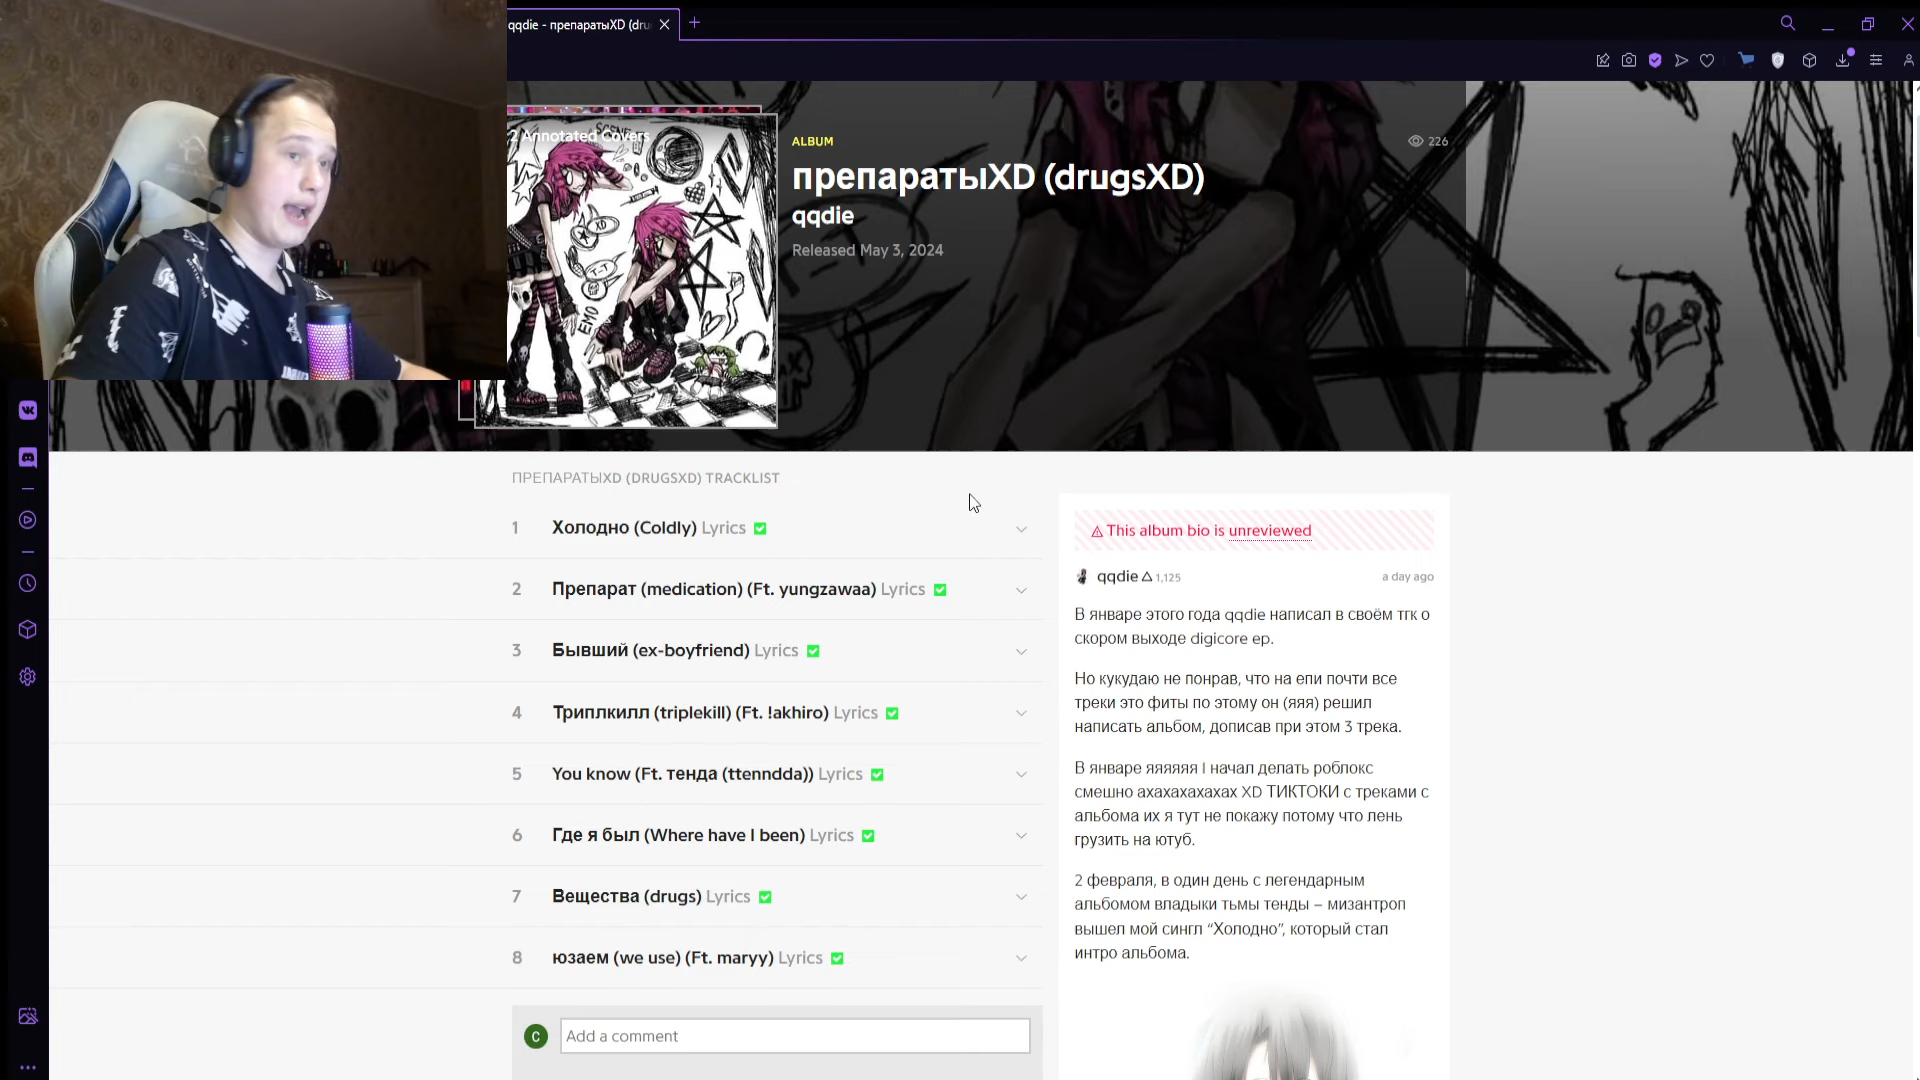 qqdie - препаратыXD (dru
2 Annotated Covers
XD
T-T
EMO
ALBUM
226
препаратыXD (drugsXD)
qqdie
Released May 3, 2024
ПРЕПАРАТЫXD (DRUGSXD) TRACKLIST
1 Холодно (Coldly) Lyrics
2 Препарат (medication) (Ft. yungzawaa) Lyrics
3 Бывший (ex-boyfriend) Lyrics
4 Триплкилл (triplekill) (Ft. !akhiro) Lyrics
5 You know (Ft. тенда (ttenndda)) Lyrics
6 Где я был (Where have I been) Lyrics
7 Вещества (drugs) Lyrics
8 юзаем (we use) (Ft. maryy) Lyrics
C Add a comment
This album bio is unreviewed
qqdie 1,125 a day ago
В январе этого года qqdie написал в своём тгк о
скором выходе digicore ep.
Но кукудаю не понрав, что на епи почти все
треки это фиты по этому он (яяя) решил
написать альбом, дописав при этом 3 трека.
В январе яяяяяя I начал делать роблокс
смешно ахахахахахах XD ТИКТОКИ с треками с
альбома их я тут не покажу потому что лень
грузить на ютуб.
2 февраля, в один день с легендарным
альбомом владыки тьмы тенды – мизантроп
вышел мой сингл “Холодно”, который стал
интро альбома.